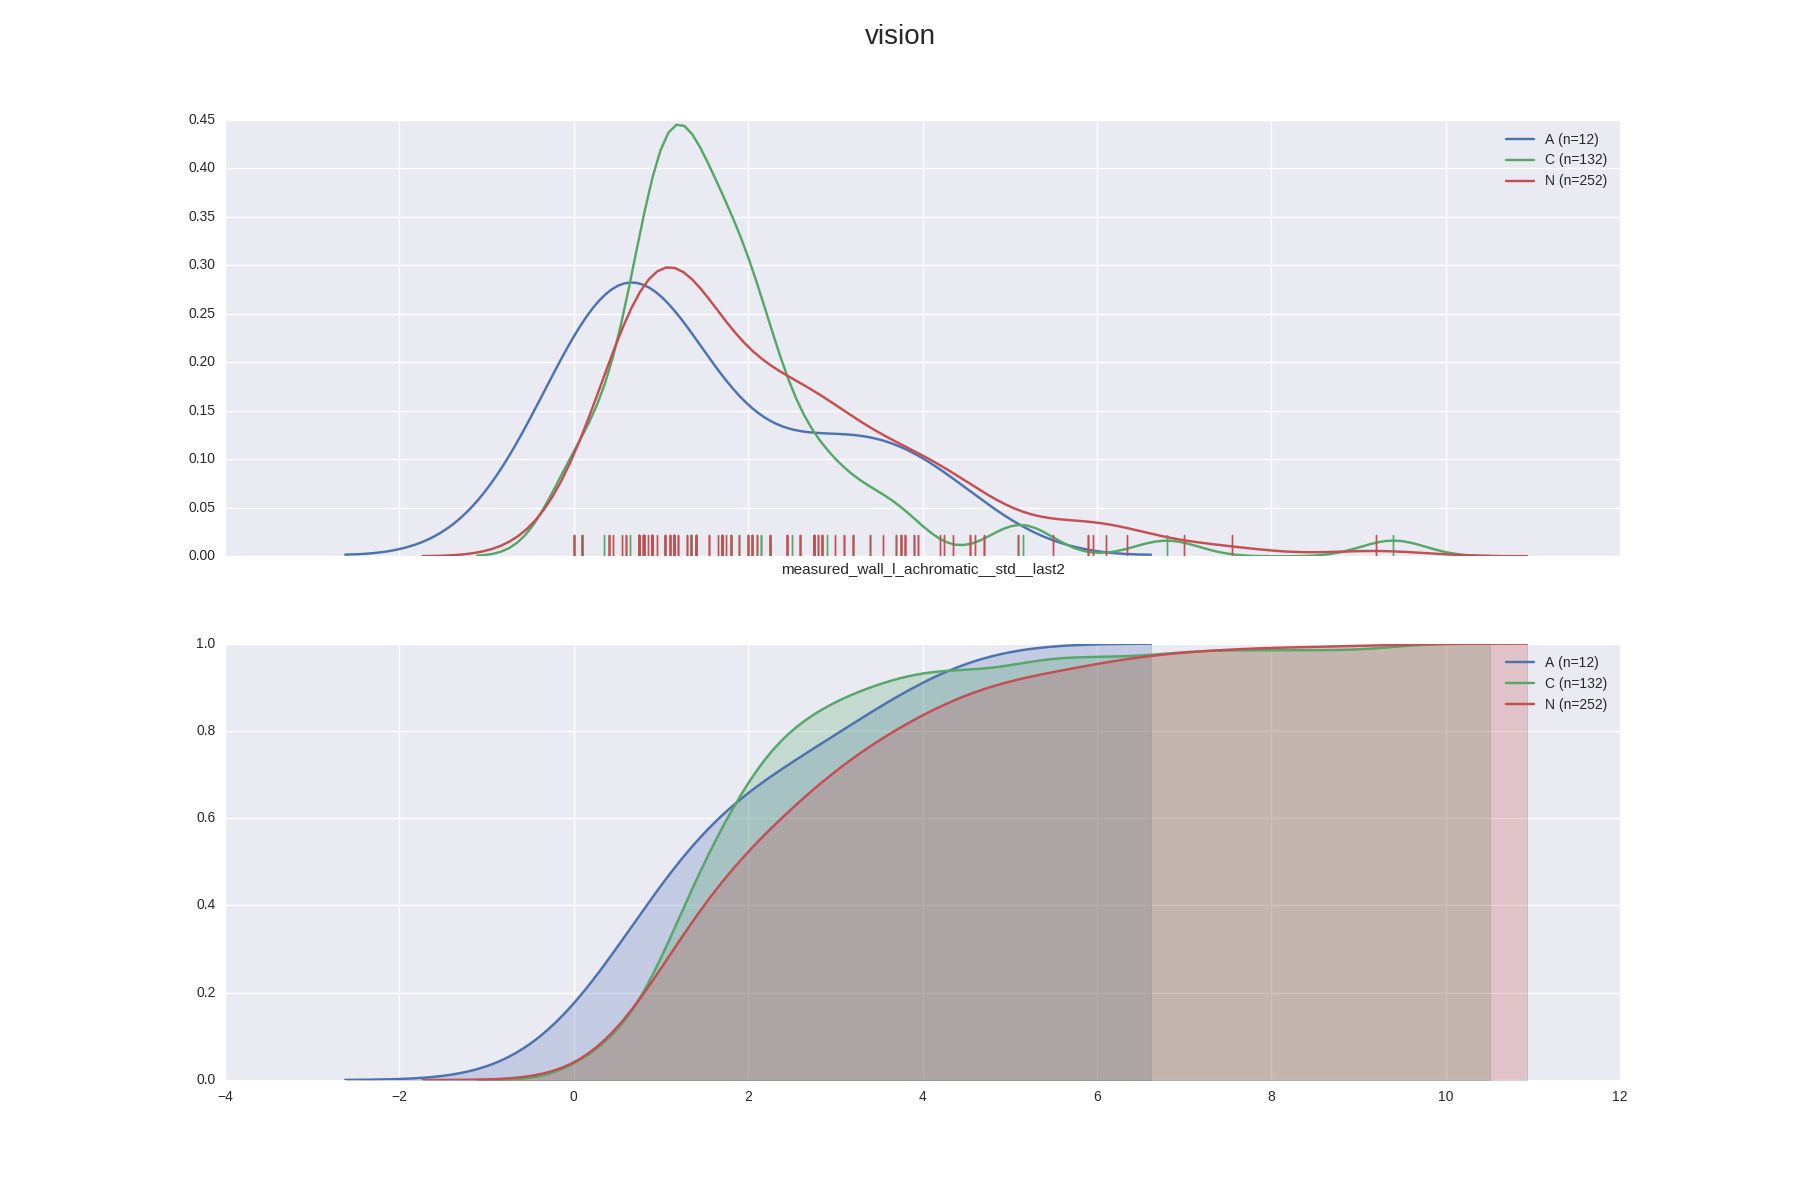 vision
0.45
0.40
0.35
0.30
0.25
0.20
0.15
0.10
0.05
0.00
A (n=12)
C (n=132)
N (n=252)
measured_wall_l_achromatic__std__last2
1.0
0.8
0.6
0.4
0.2
0.0
A (n=12)
C (n=132)
N (n=252)
−4 −2 0 2 4 6 8 10 12